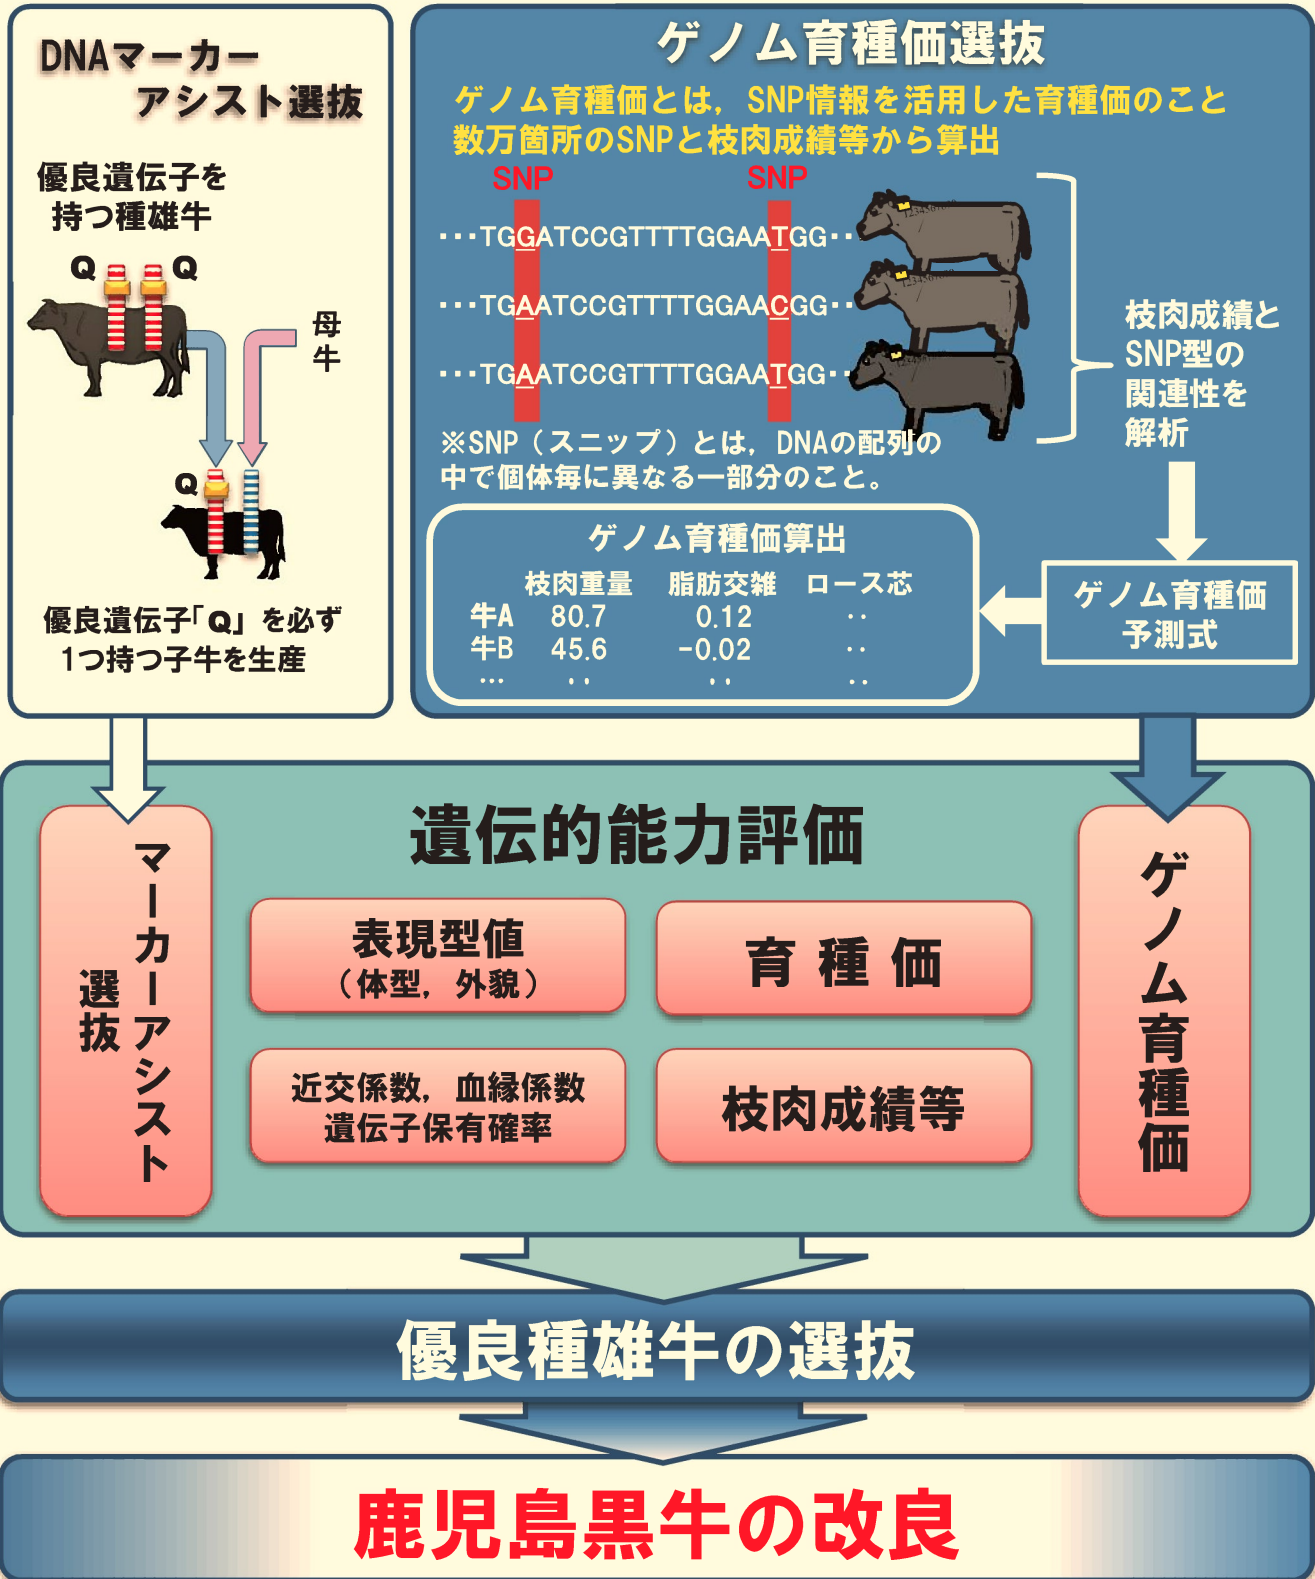 DNAマーカー
アシスト選抜
優良遺伝子を
持つ種雄牛
Q Q
母牛
Q
優良遺伝子「Q」を必ず
1つ持つ子牛を生産
ゲノム育種価選抜
ゲノム育種価とは，SNP情報を活用した育種価のこと
数万箇所のSNPと枝肉成績等から算出
SNP SNP
･･･TGGATCCGTTTTGGAATGG･･
･･･TGAATCCGTTTTGGAACGG･･
･･･TGAATCCGTTTTGGAATGG･･
※SNP（スニップ）とは，DNAの配列の
中で個体毎に異なる一部分のこと。
枝肉成績と
SNP型の
関連性を
解析
ゲノム育種価
予測式
ゲノム育種価算出
枝肉重量 脂肪交雑 ロース芯
牛A 80.7 0.12 ‥
牛B 45.6 −0.02 ‥
… ‥ ‥ ‥
遺伝的能力評価
マーカーアシスト
選抜
表現型値
（体型，外貌）
育種価
近交係数，血縁係数
遺伝子保有確率
枝肉成績等
ゲノム育種価
優良種雄牛の選抜
鹿児島黒牛の改良